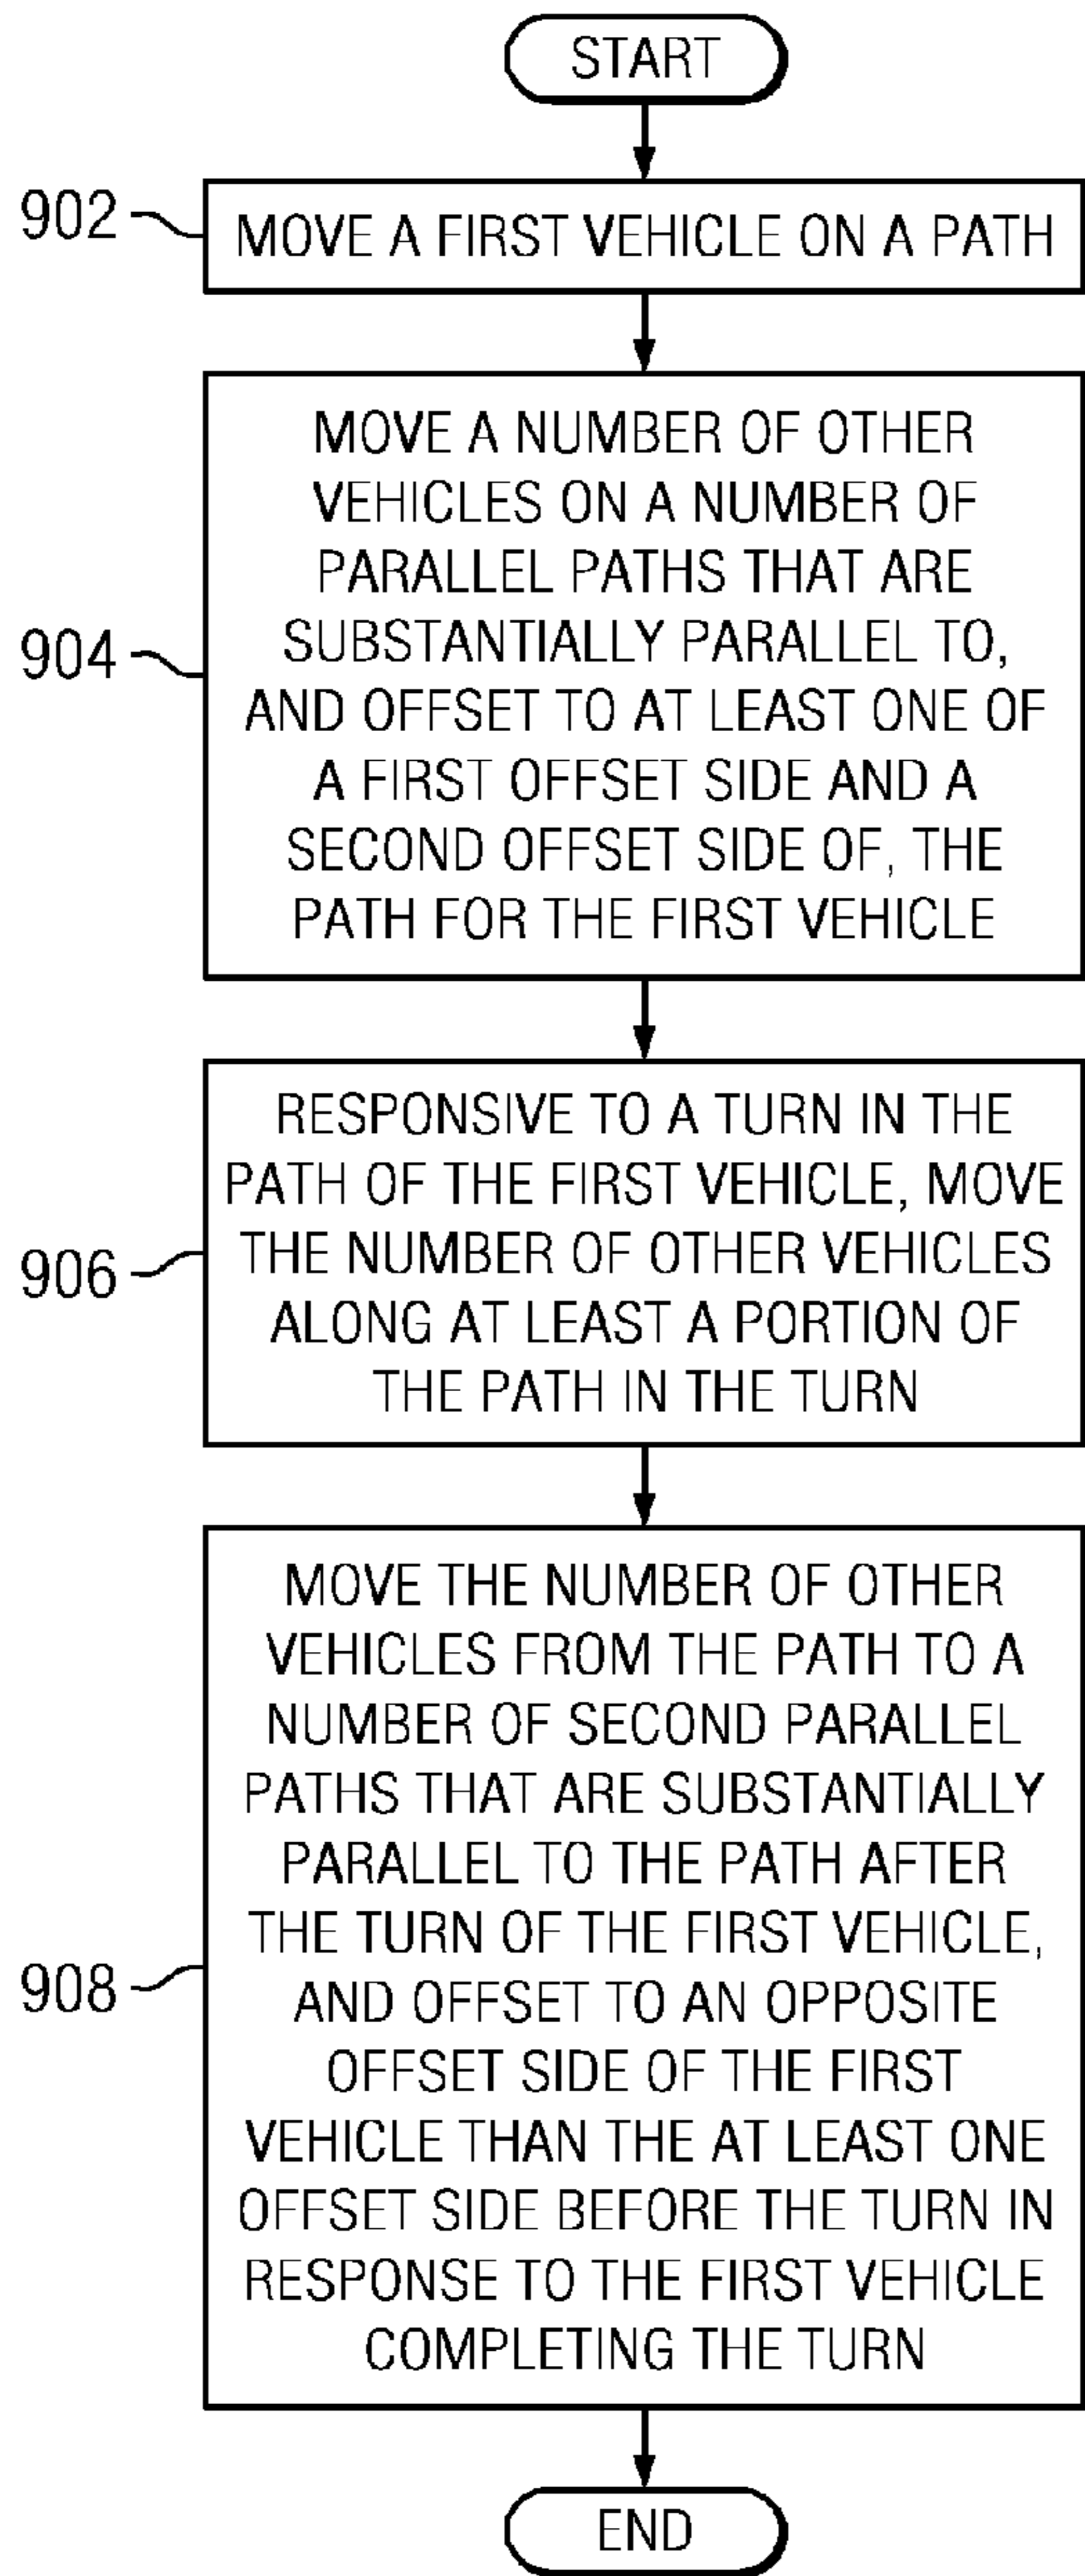 START
902
MOVE A FIRST VEHICLE ON A PATH
904
MOVE A NUMBER OF OTHER
VEHICLES ON A NUMBER OF
PARALLEL PATHS THAT ARE
SUBSTANTIALLY PARALLEL TO,
AND OFFSET TO AT LEAST ONE OF
A FIRST OFFSET SIDE AND A
SECOND OFFSET SIDE OF, THE
PATH FOR THE FIRST VEHICLE
906
RESPONSIVE TO A TURN IN THE
PATH OF THE FIRST VEHICLE, MOVE
THE NUMBER OF OTHER VEHICLES
ALONG AT LEAST A PORTION OF
THE PATH IN THE TURN
908
MOVE THE NUMBER OF OTHER
VEHICLES FROM THE PATH TO A
NUMBER OF SECOND PARALLEL
PATHS THAT ARE SUBSTANTIALLY
PARALLEL TO THE PATH AFTER
THE TURN OF THE FIRST VEHICLE,
AND OFFSET TO AN OPPOSITE
OFFSET SIDE OF THE FIRST
VEHICLE THAN THE AT LEAST ONE
OFFSET SIDE BEFORE THE TURN IN
RESPONSE TO THE FIRST VEHICLE
COMPLETING THE TURN
END